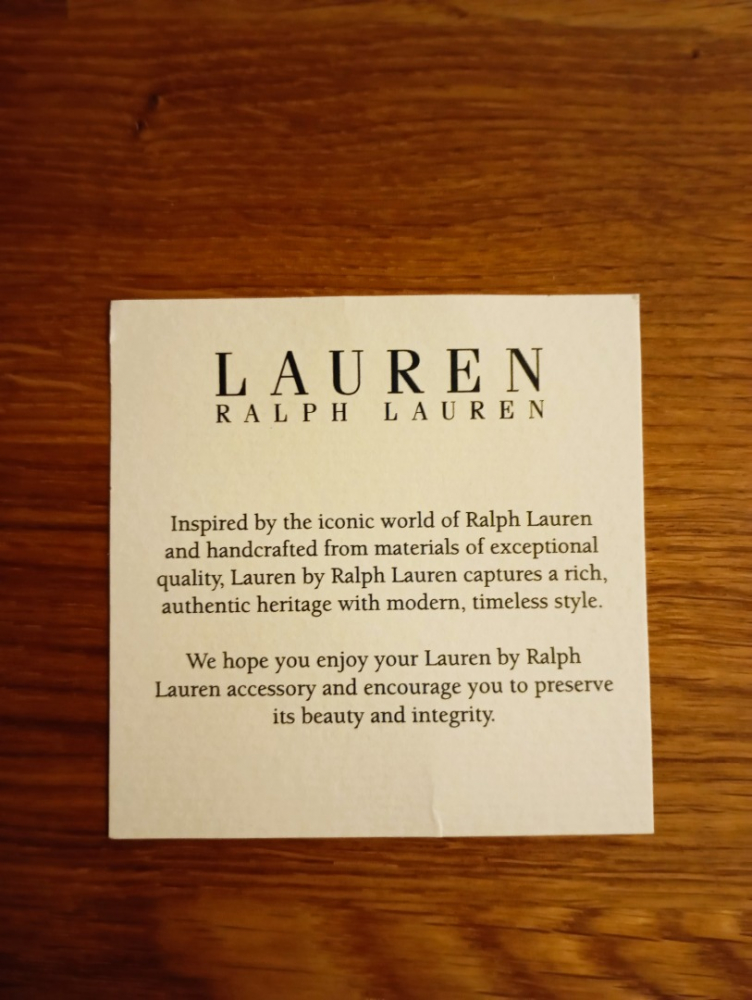 LAUREN
RALPH LAUREN
Inspired by the iconic world of Ralph Lauren
and handcrafted from materials of exceptional
quality, Lauren by Ralph Lauren captures a rich,
authentic heritage with modern, timeless style.
We hope you enjoy your Lauren by Ralph
Lauren accessory and encourage you to preserve
its beauty and integrity.